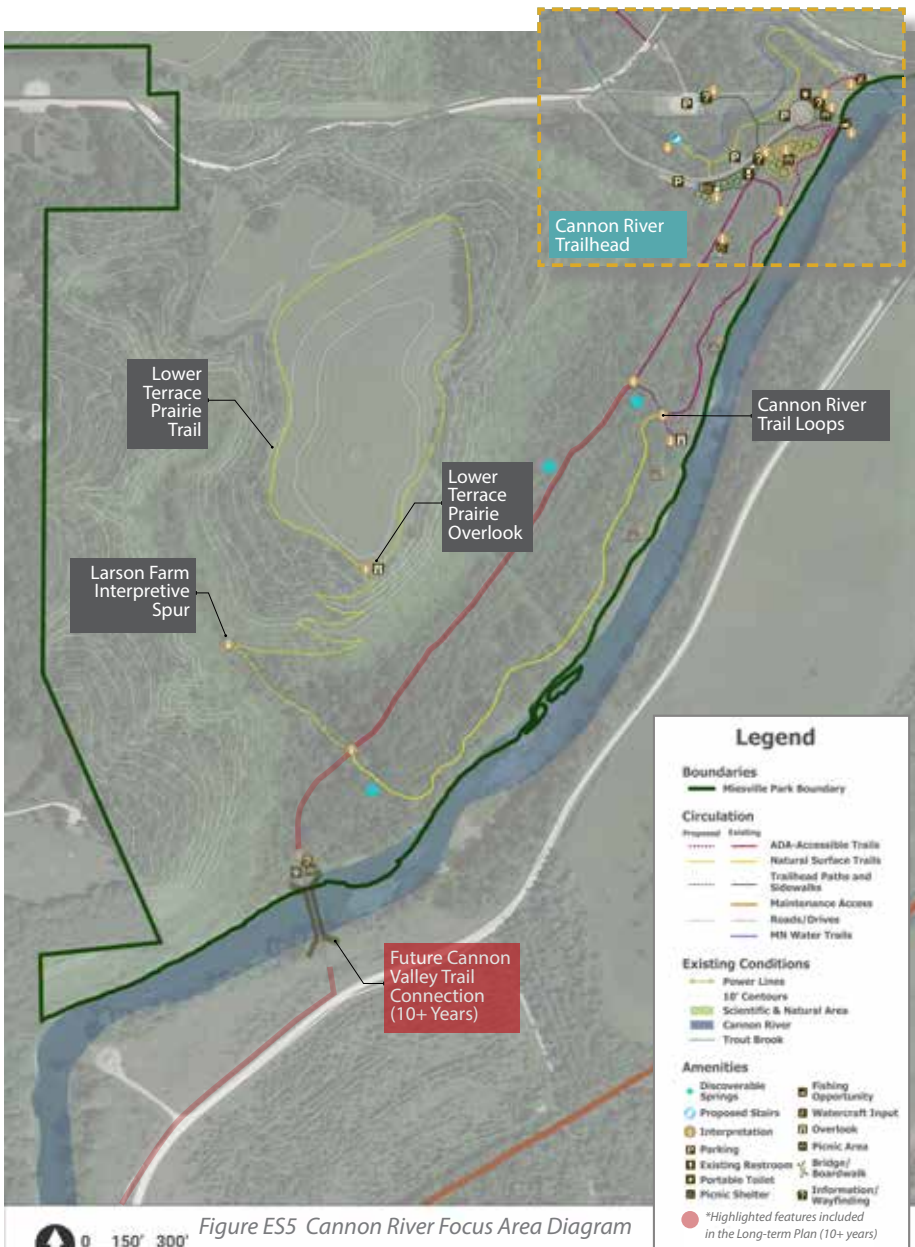 Cannon River
Trailhead
Lower
Terrace
Prairie
Trail
Cannon River
Trail Loops
Lower
Terrace
Prairie
Overlook
Larson Farm
Interpretive
Spur
Future Cannon
Valley Trail
Connection
(10+ Years)
Legend
Boundaries
Miesville Park Boundary
Circulation
Proposed Existing
ADA-Accessible Trails
Natural Surface Trails
Trailhead Paths and
Sidewalks
Maintenance Access
Roads/Drives
MN Water Trails
Existing Conditions
Power Lines
10' Contours
Scientific & Natural Area
Cannon River
Trout Brook
Amenities
Discoverable
Springs
Proposed Stairs
Interpretation
P Parking
Existing Restroom
Portable Toilet
Picnic Shelter
Fishing
Opportunity
Watercraft Input
Overlook
Picnic Area
Bridge/
Boardwalk
? Information/
Wayfinding
*Highlighted features included
in the Long-term Plan (10+ years)
0 150' 300'
Figure ES5 Cannon River Focus Area Diagram